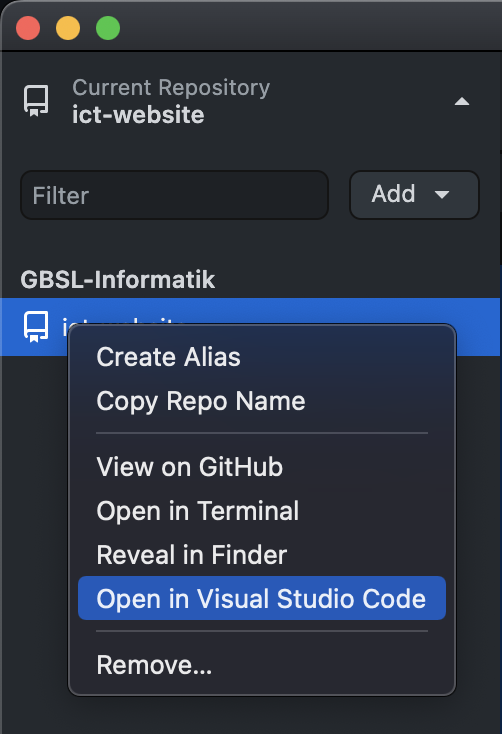 Current Repository
ict-website
Filter
Add
GBSL-Informatik
ict-website
Create Alias
Copy Repo Name
View on GitHub
Open in Terminal
Reveal in Finder
Open in Visual Studio Code
Remove...